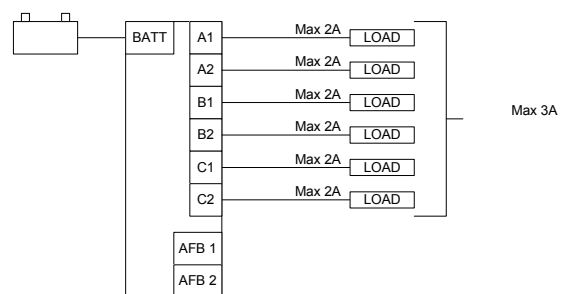 BATT A1 Max 2A LOAD
A2 Max 2A LOAD
B1 Max 2A LOAD
Max 3A
B2 Max 2A LOAD
C1 Max 2A LOAD
C2 Max 2A LOAD
AFB 1
AFB 2